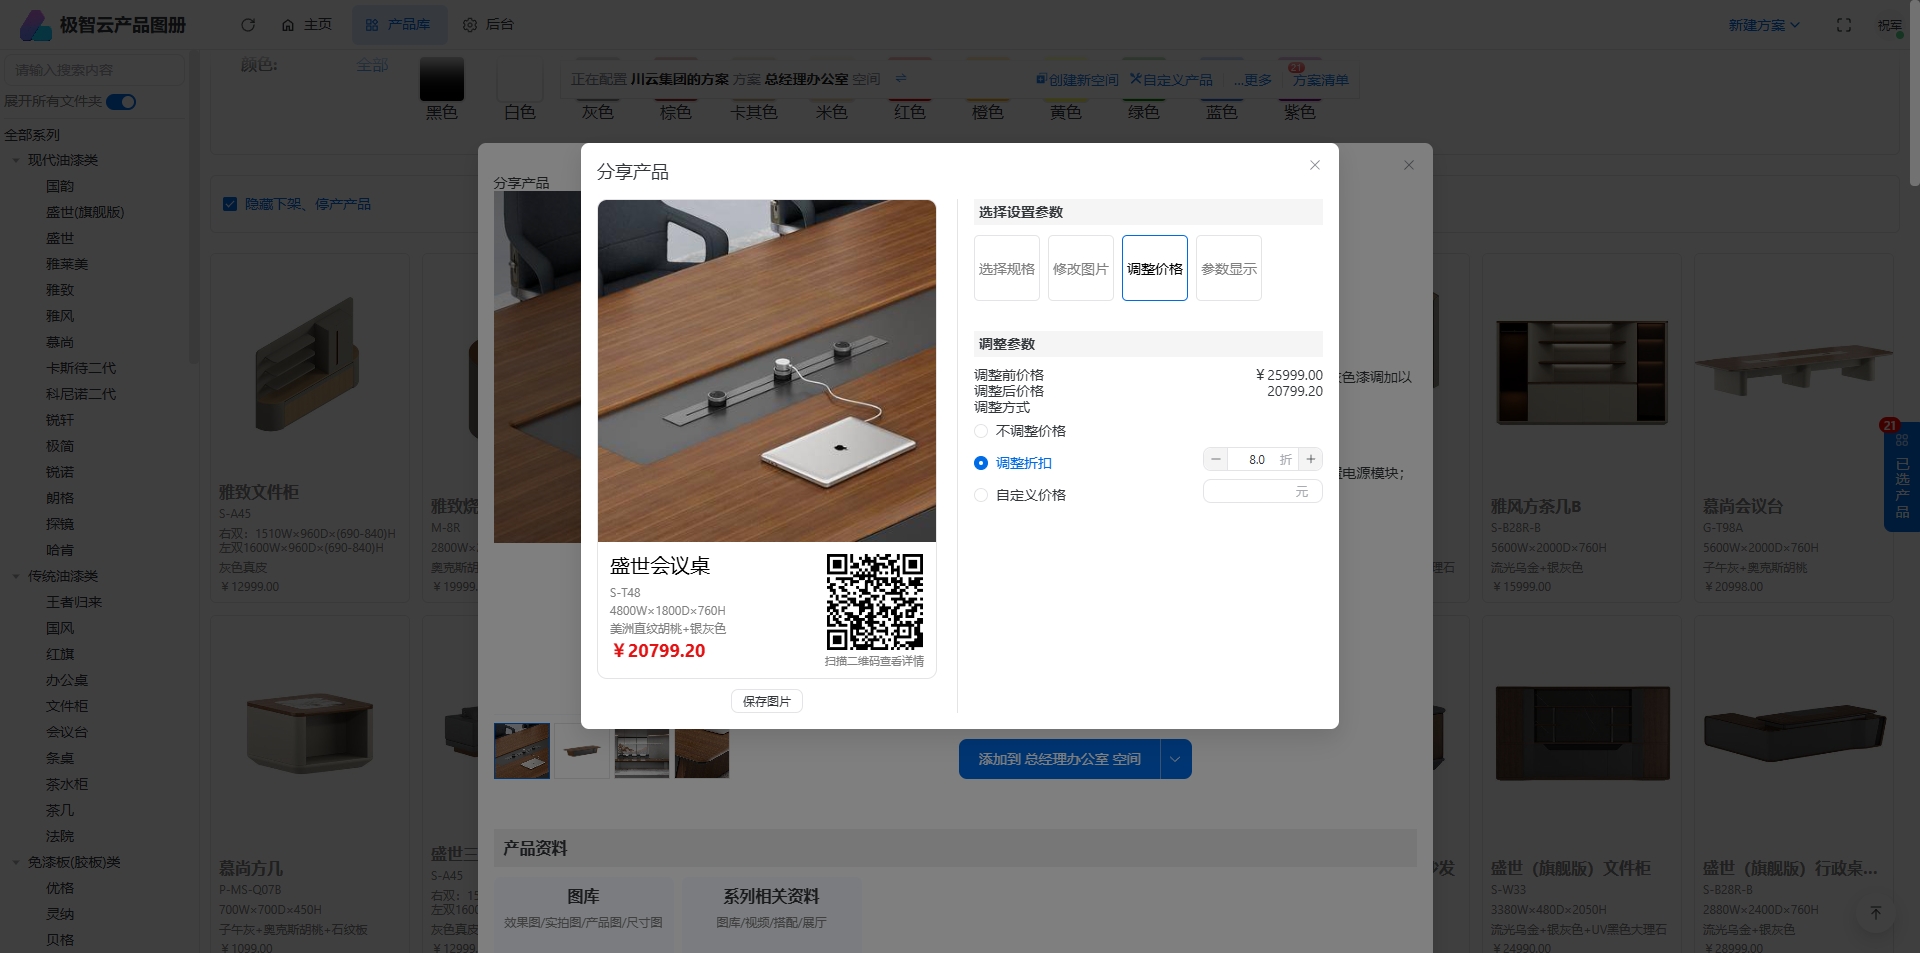 极智云产品图册
主页
产品库
后台
新建方案
祝军
请输入搜索内容
展开所有文件夹
全部系列
现代油漆类
国韵
盛世(旗舰版)
盛世
雅莱美
雅致
雅风
慕尚
卡斯待二代
科尼诺二代
锐轩
极简
锐诺
朗格
探镜
哈肯
传统油漆类
王者归来
国风
红旗
办公桌
文件柜
会议台
条桌
茶水柜
茶几
法院
免漆板(胶板)类
优格
灵纳
贝格
颜色:
全部
黑色
白色
灰色
棕色
卡其色
米色
红色
橙色
黄色
绿色
蓝色
紫色
正在配置 川云集团的方案 方案 总经理办公室 空间
创建新空间
自定义产品
...更多
21
方案清单
隐藏下架、停产产品
雅致文件柜
S-A45
右双：1510W×960D×(690-840)H
左双1600W×960D×(690-840)H
灰色真皮
￥12999.00
雅致烧
M-8R
2800W×
奥克斯胡
￥19999.
慕尚方几
P-MS-Q07B
700W×700D×450H
子午灰+奥克斯胡桃+石纹板
￥1099.00
盛世三
S-A45
右双：15
左双1600
灰色真皮
￥12999.
分享产品
分享产品
盛世会议桌
S-T48
4800W×1800D×760H
美洲直纹胡桃+银灰色
￥20799.20
扫描二维码查看详情
保存图片
选择设置参数
选择规格
修改图片
调整价格
参数显示
调整参数
调整前价格
￥25999.00
调整后价格
20799.20
调整方式
不调整价格
调整折扣
8.0 折
自定义价格
元
色漆调加以
电源模块；
添加到 总经理办公室 空间
产品资料
图库
效果图/实拍图/产品图/尺寸图
系列相关资料
图库/视频/搭配/展厅
理石
雅风方茶几B
S-B28R-B
5600W×2000D×760H
流光乌金+银灰色
￥15999.00
慕尚会议台
G-T98A
5600W×2000D×760H
子午灰+奥克斯胡桃
￥20998.00
沙发
盛世（旗舰版）文件柜
S-W33
3380W×480D×2050H
流光乌金+银灰色+UV黑色大理石
￥24990.00
盛世（旗舰版）行政桌...
S-B28R-B
2880W×2400D×760H
流光乌金+银灰色
￥28999.00
21
已选产品